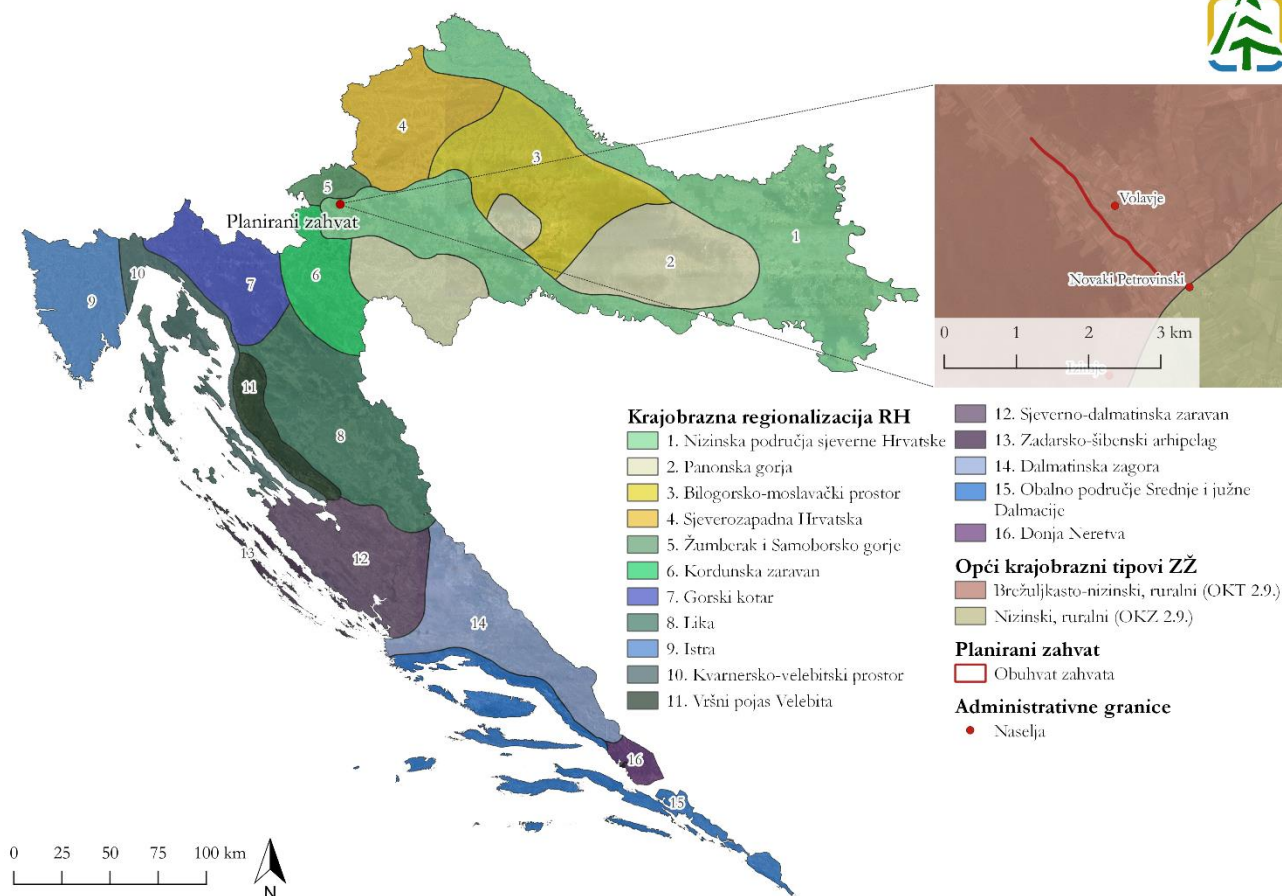 4
3
5
Planirani zahvat
1
2
6
7
10
9
8
11
12
13
14
16
15
Volavje
Novaki Petrovinski
0 1 2 3 km
Krajobrazna regionalizacija RH
1. Nizinska područja sjeverne Hrvatske
2. Panonska gorja
3. Bilogorsko-moslavački prostor
4. Sjeverozapadna Hrvatska
5. Žumberak i Samoborsko gorje
6. Kordunska zaravan
7. Gorski kotar
8. Lika
9. Istra
10. Kvarnersko-velebitski prostor
11. Vršni pojas Velebita
12. Sjeverno-dalmatinska zaravan
13. Zadarsko-šibenski arhipelag
14. Dalmatinska zagora
15. Obalno područje Srednje i južne
Dalmacije
16. Donja Neretva
Opći krajobrazni tipovi ZŽ
Brežuljkasto-nizinski, ruralni (OKT 2.9.)
Nizinski, ruralni (OKZ 2.9.)
Planirani zahvat
Obuhvat zahvata
Administrativne granice
Naselja
0 25 50 75 100 km
N